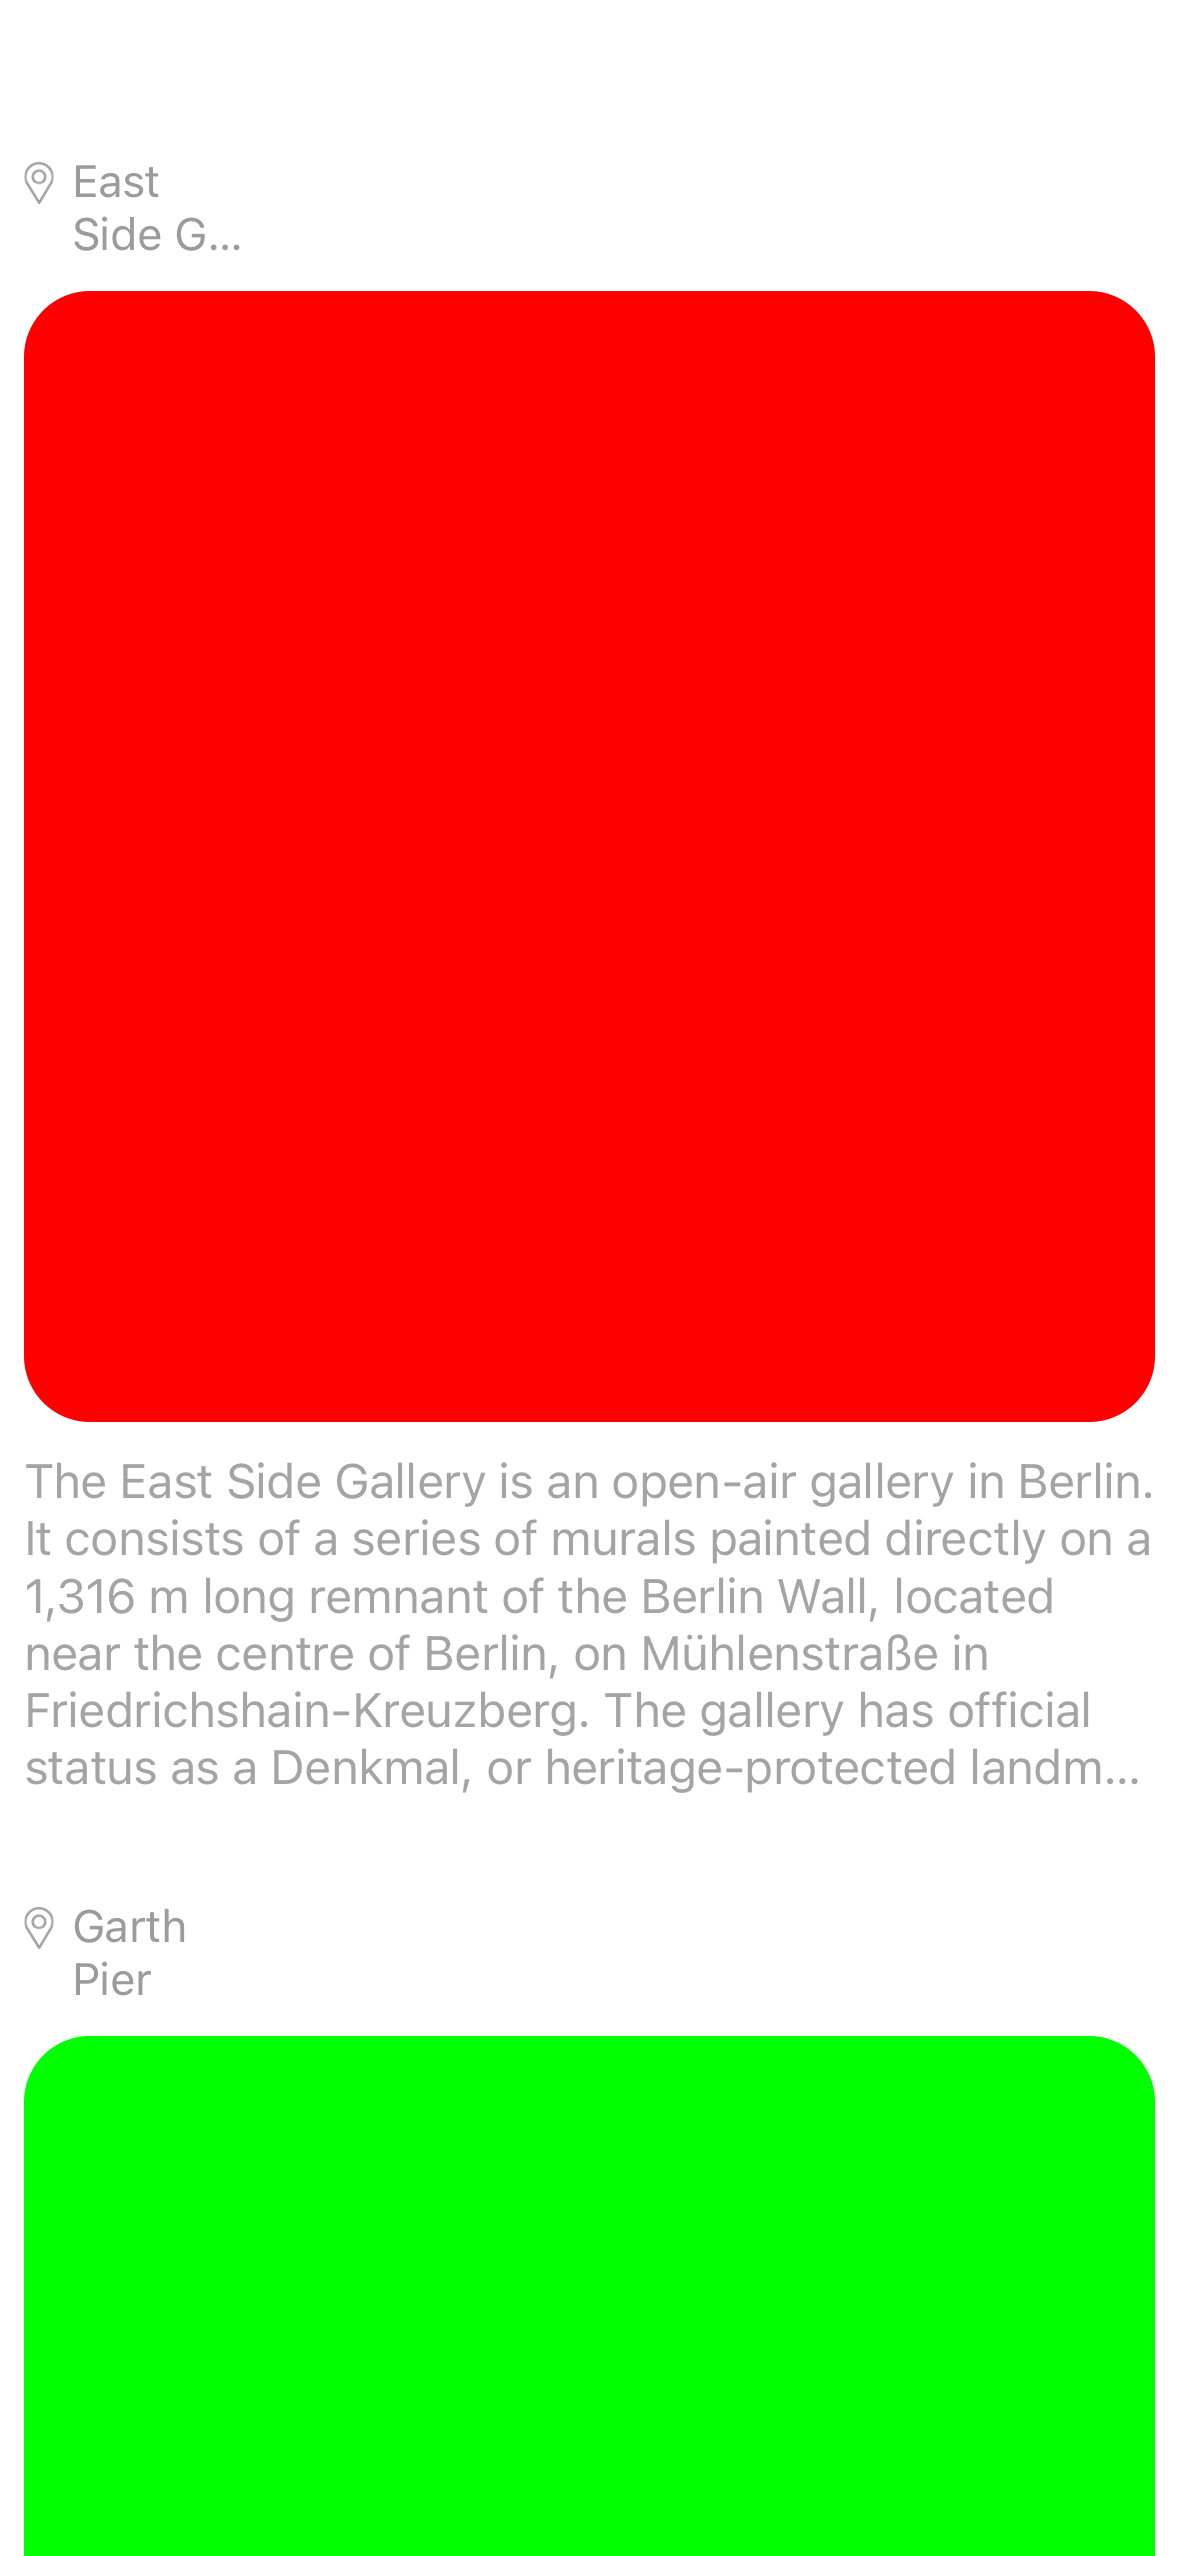 East
Side G...
The East Side Gallery is an open-air gallery in Berlin.
It consists of a series of murals painted directly on a
1,316 m long remnant of the Berlin Wall, located
near the centre of Berlin, on Mühlenstraße in
Friedrichshain-Kreuzberg. The gallery has official
status as a Denkmal, or heritage-protected landm...
Garth
Pier